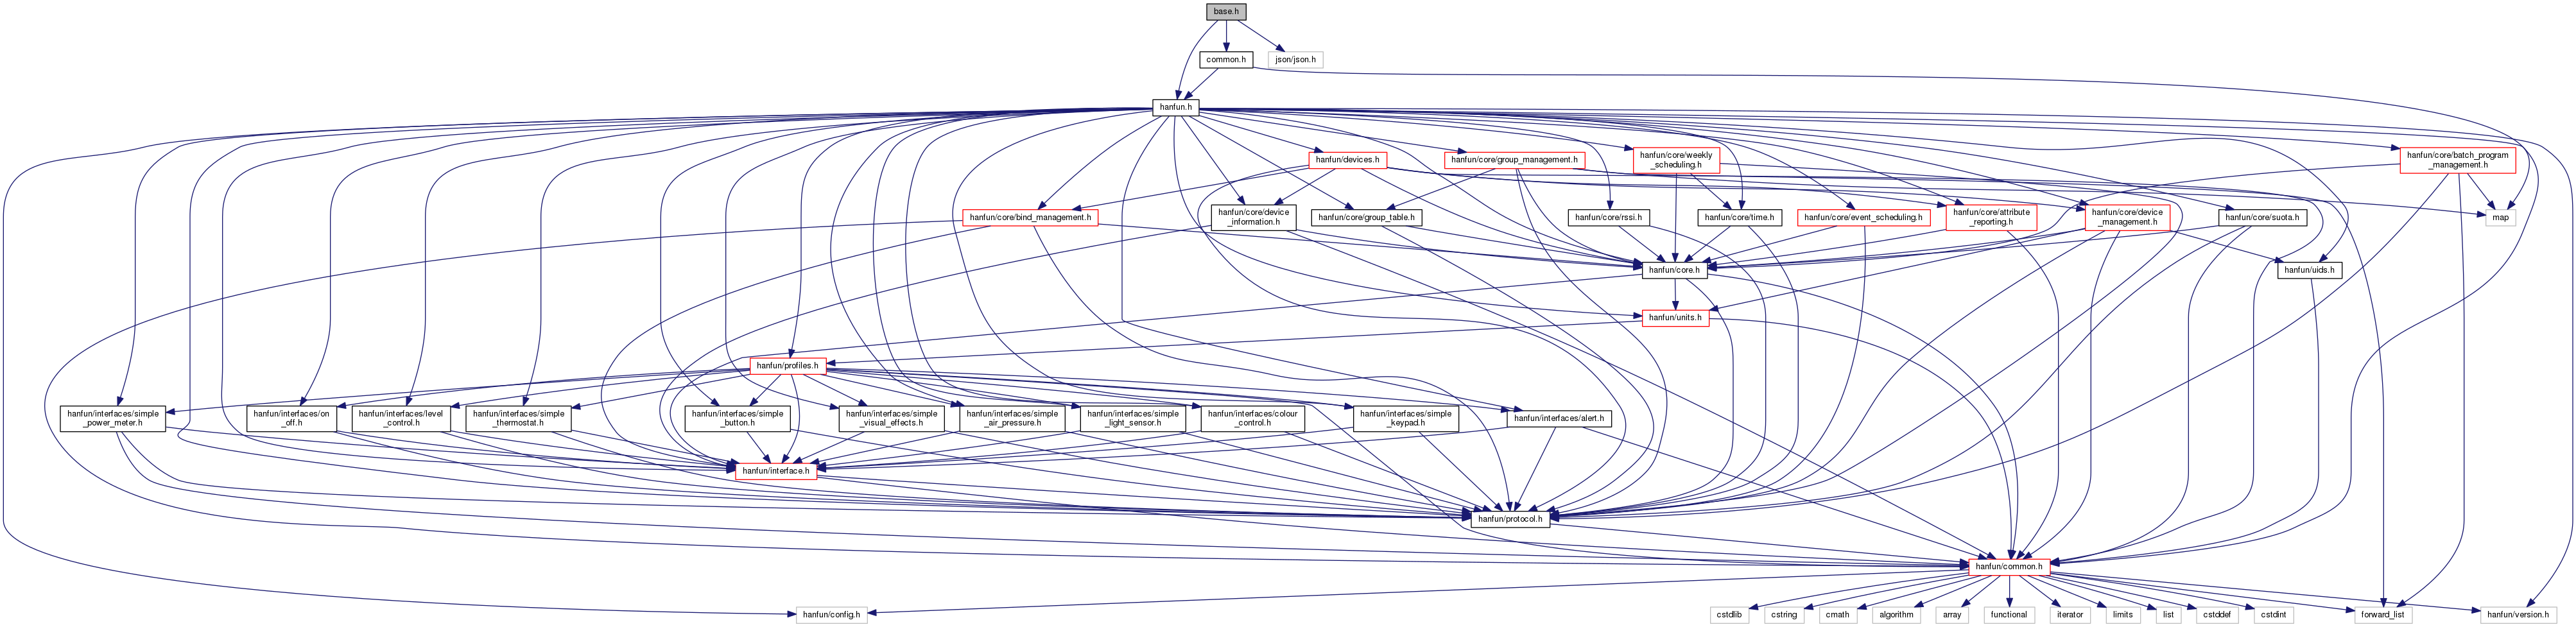 base.h
common.h
json/json.h
hanfun.h
hanfun/devices.h
hanfun/core/group_management.h
hanfun/core/weekly
_scheduling.h
hanfun/core/batch_program
_management.h
hanfun/core/bind_management.h
hanfun/core/device
_information.h
hanfun/core/group_table.h
hanfun/core/rssi.h
hanfun/core/time.h
hanfun/core/event_scheduling.h
hanfun/core/attribute
_reporting.h
hanfun/core/device
_management.h
hanfun/core/suota.h
map
hanfun/core.h
hanfun/uids.h
hanfun/units.h
hanfun/profiles.h
hanfun/interfaces/simple
_power_meter.h
hanfun/interfaces/on
_off.h
hanfun/interfaces/level
_control.h
hanfun/interfaces/simple
_thermostat.h
hanfun/interfaces/simple
_button.h
hanfun/interfaces/simple
_visual_effects.h
hanfun/interfaces/simple
_air_pressure.h
hanfun/interfaces/simple
_light_sensor.h
hanfun/interfaces/colour
_control.h
hanfun/interfaces/simple
_keypad.h
hanfun/interfaces/alert.h
hanfun/interface.h
hanfun/protocol.h
hanfun/common.h
hanfun/config.h
cstdlib
cstring
cmath
algorithm
array
functional
iterator
limits
list
cstddef
cstdint
forward_list
hanfun/version.h